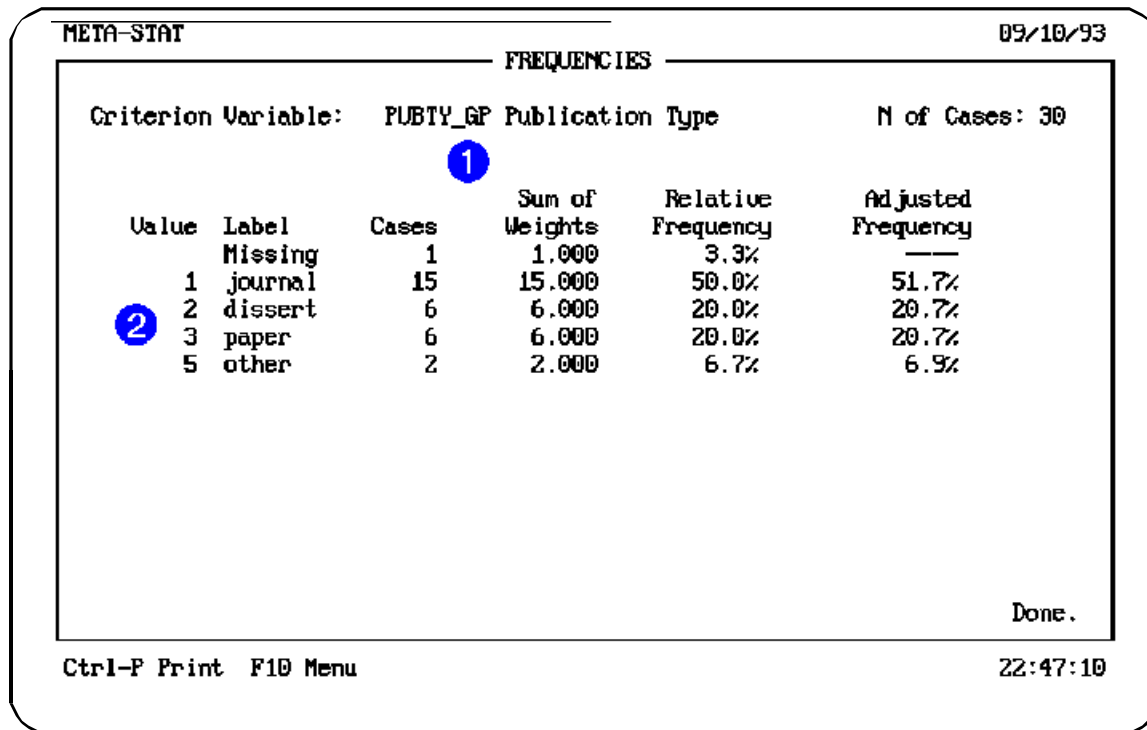 META-STAT 09/10/93
FREQUENCIES
Criterion Variable: PUBTY_GP Publication Type N of Cases: 30
1
Sum of Relative Adjusted
Value Label Cases Weights Frequency Frequency
Missing 1 1.000 3.3% ——
1 journal 15 15.000 50.0% 51.7%
2 dissert 6 6.000 20.0% 20.7%
2
3 paper 6 6.000 20.0% 20.7%
5 other 2 2.000 6.7% 6.9%
Done.
Ctrl-P Print F10 Menu 22:47:10